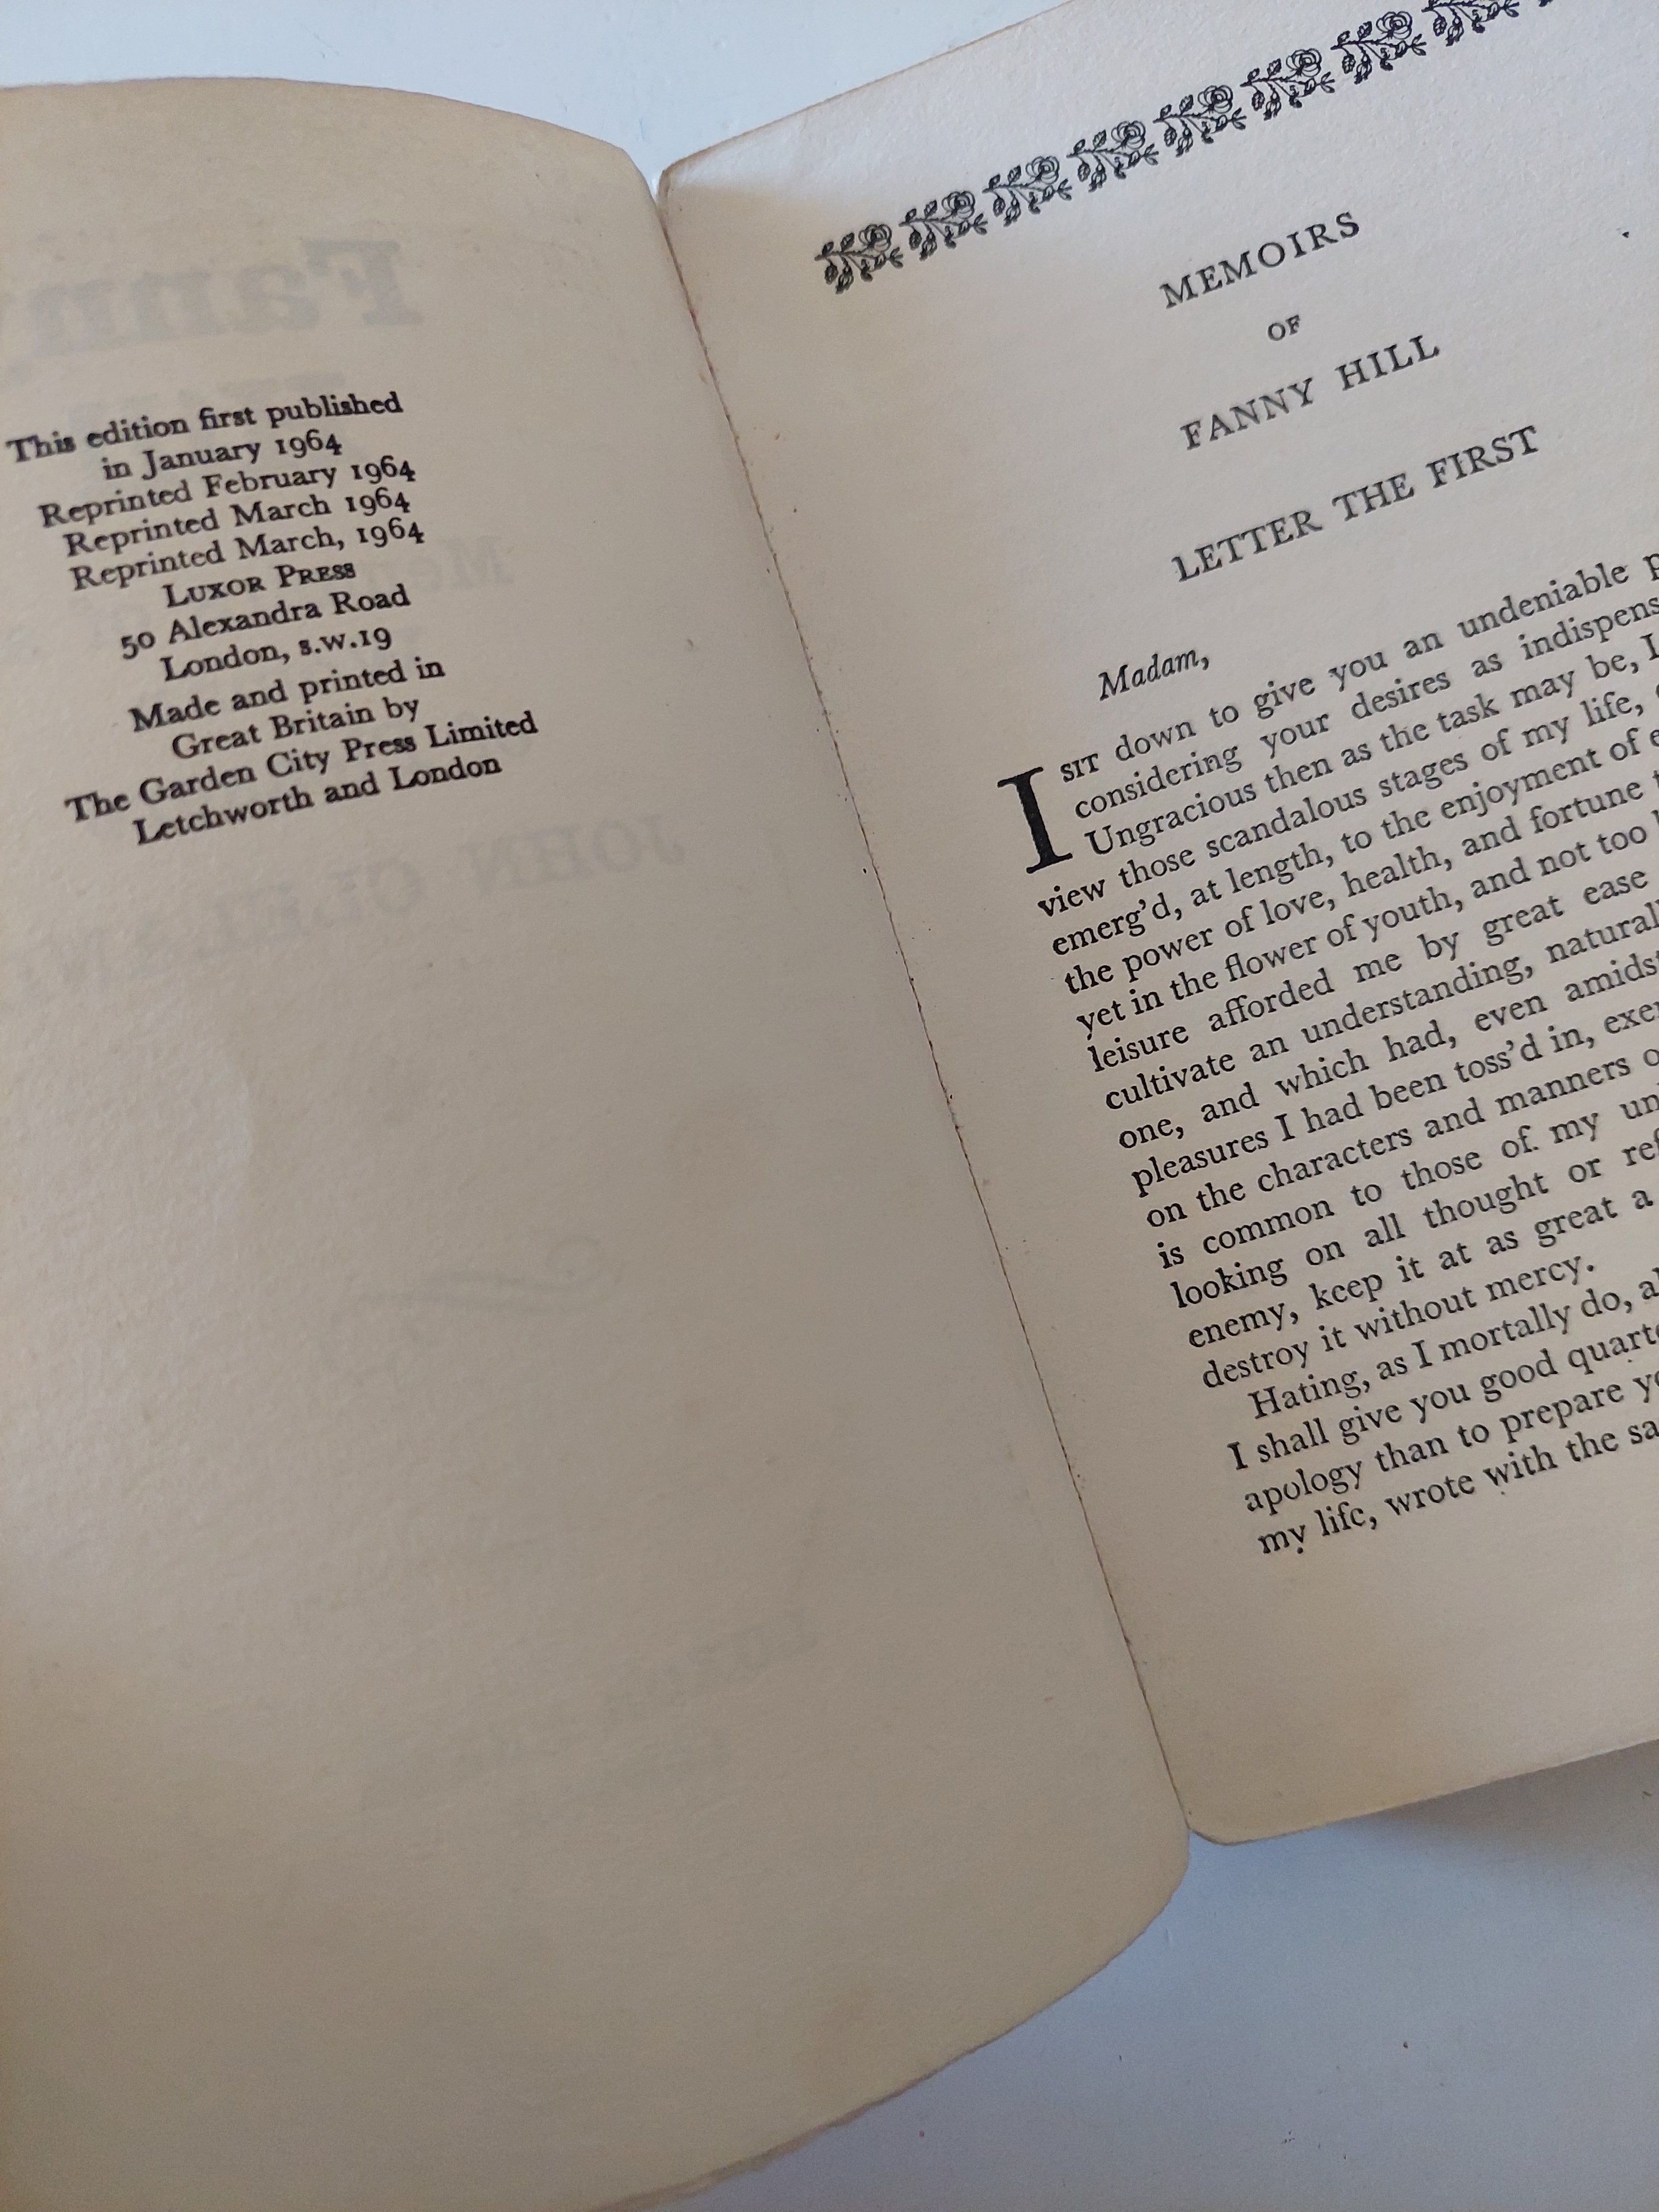 This edition first published
in January 1964
Reprinted February 1964
Reprinted March 1964
Reprinted March, 1964
LUXOR PRESS
50 Alexandra Road
London, s.w.19
Made and printed in
Great Britain by
The Garden City Press Limited
Letchworth and London
MEMOIRS
OF
FANNY HILL
LETTER THE FIRST
Madam,
I SIT down to give you an undeniable
considering your desires as
Ungracious then as the task may be, I
view those scandalous stages of my life,
emerg'd, at length, to the enjoyment of
the power of love, health, and fortune
yet in the flower of youth, and not too
leisure afforded me by great ease
cultivate an understanding,
one, and which had, even
pleasures I had been toss'd in,
on the characters and manners
is common to those of my
looking on all thought or
enemy, keep it at as great a
destroy it without mercy.
Hating, as I mortally do,
I shall give you good
apology than to prepare
my life, wrote with the